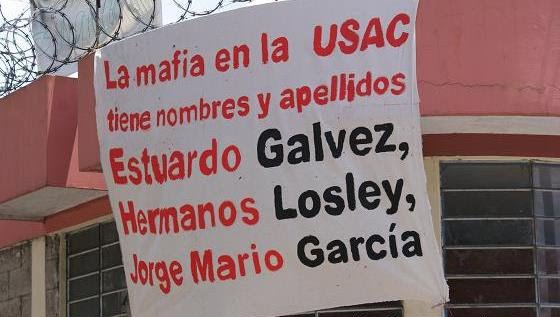 La mafia en la USAC
tiene nombres y apellidos
Estuardo Galvez,
Hermanos Losley,
Jorge Mario García